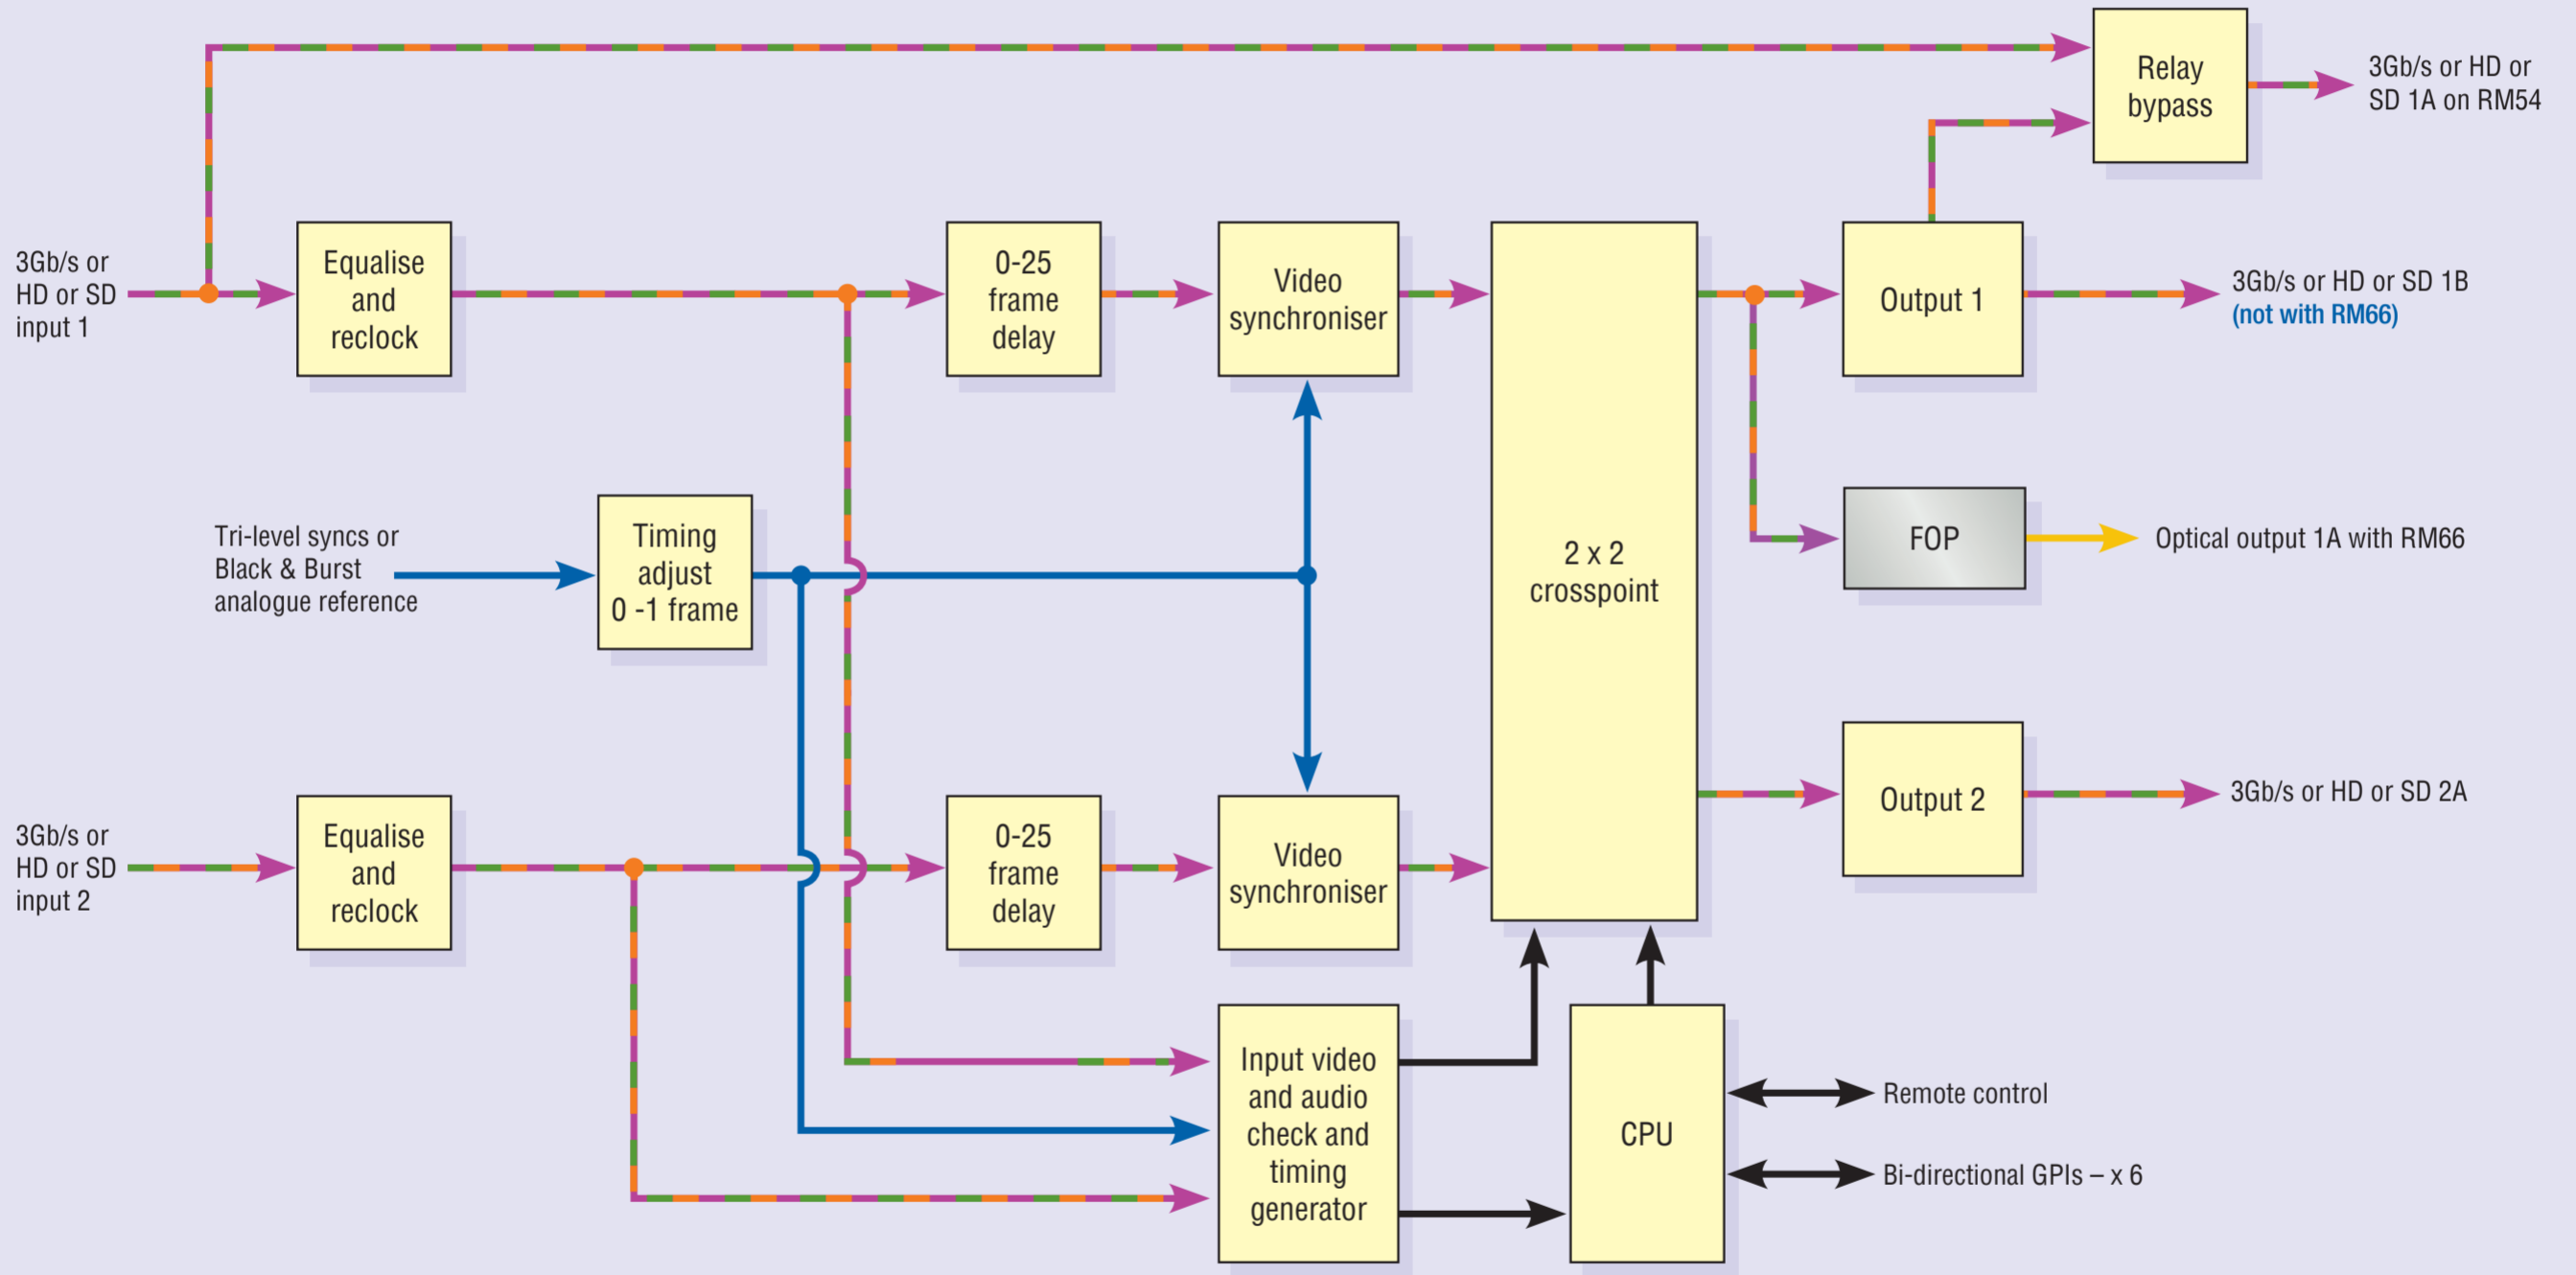 Relay
bypass
3Gb/s or HD or
SD 1A on RM54
3Gb/s or
HD or SD
input 1
Equalise
and
reclock
0-25
frame
delay
Video
synchroniser
2 x 2
crosspoint
Output 1
3Gb/s or HD or SD 1B
(not with RM66)
Tri-level syncs or
Black & Burst
analogue reference
Timing
adjust
0 -1 frame
FOP
Optical output 1A with RM66
3Gb/s or
HD or SD
input 2
Equalise
and
reclock
0-25
frame
delay
Video
synchroniser
Output 2
3Gb/s or HD or SD 2A
Input video
and audio
check and
timing
generator
CPU
Remote control
Bi-directional GPIs – x 6